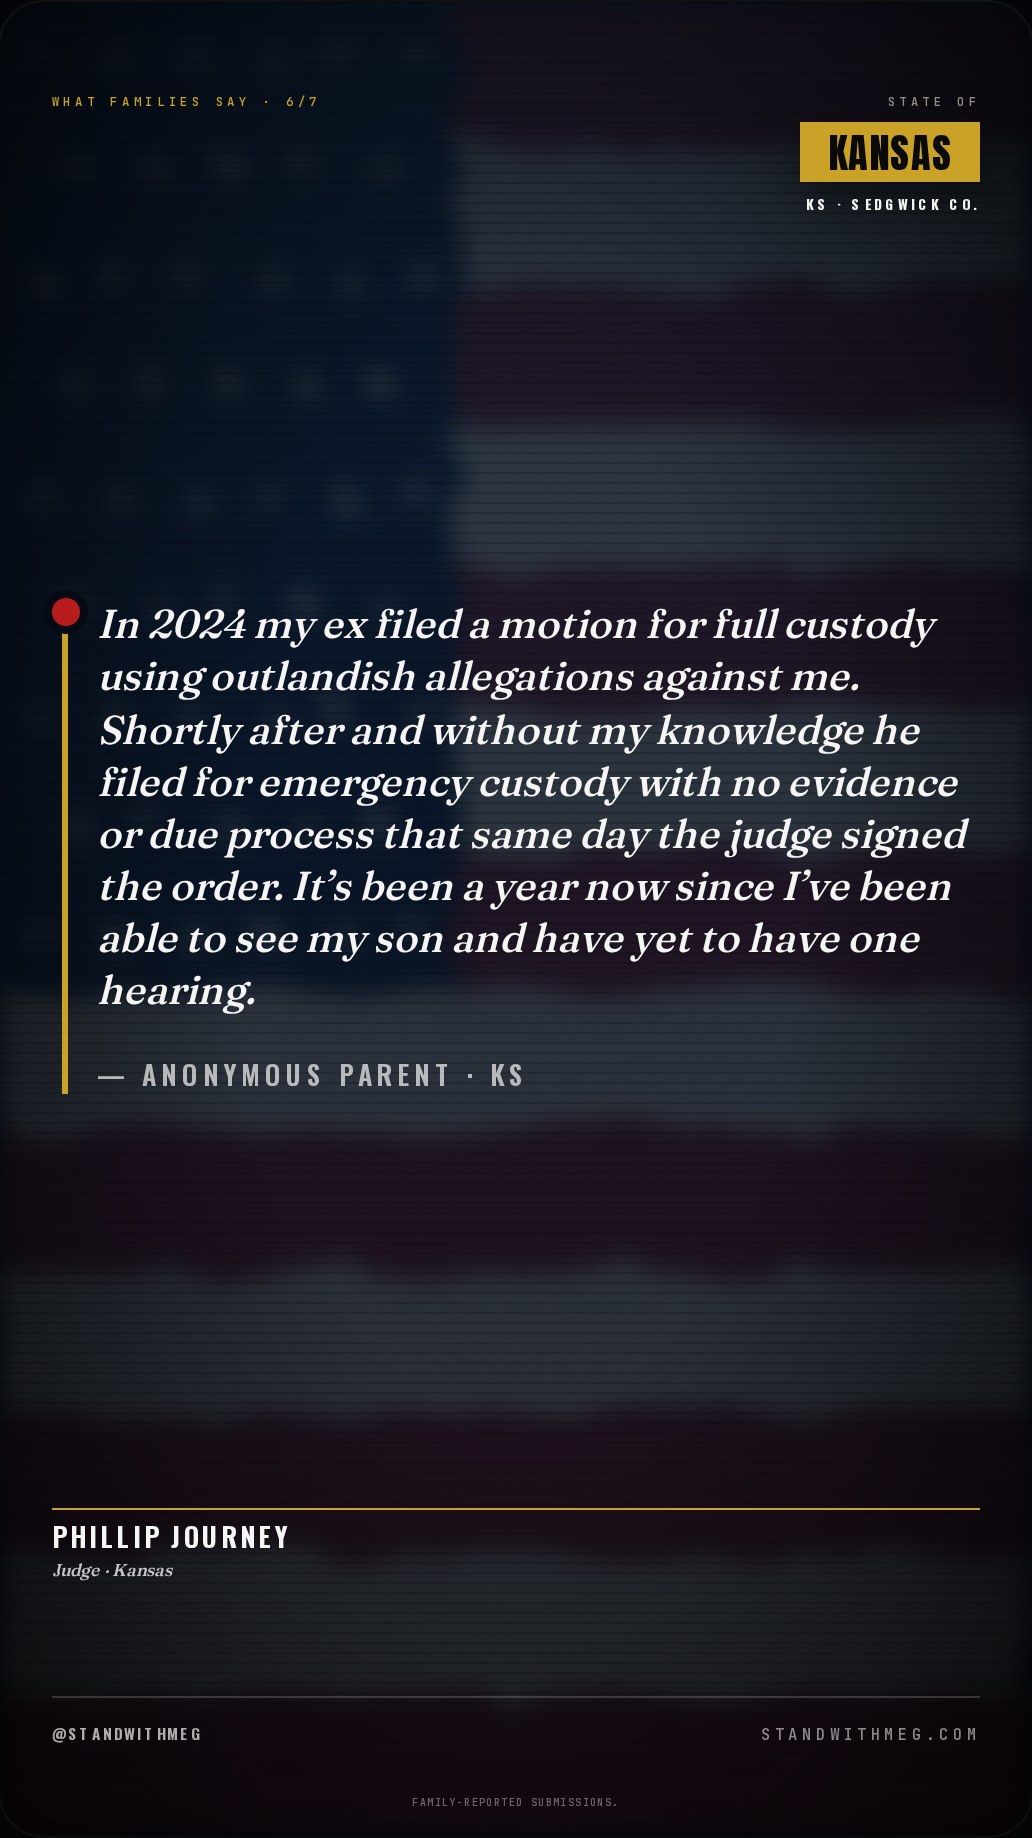 WHAT FAMILIES SAY · 6/7
STATE OF
KANSAS
KS · SEDGWICK CO.
In 2024 my ex filed a motion for full custody
using outlandish allegations against me.
Shortly after and without my knowledge he
filed for emergency custody with no evidence
or due process that same day the judge signed
the order. It’s been a year now since I’ve been
able to see my son and have yet to have one
hearing.
— ANONYMOUS PARENT · KS
PHILLIP JOURNEY
Judge · Kansas
@STANDWITHMEG
STANDWITHMEG.COM
FAMILY-REPORTED SUBMISSIONS.